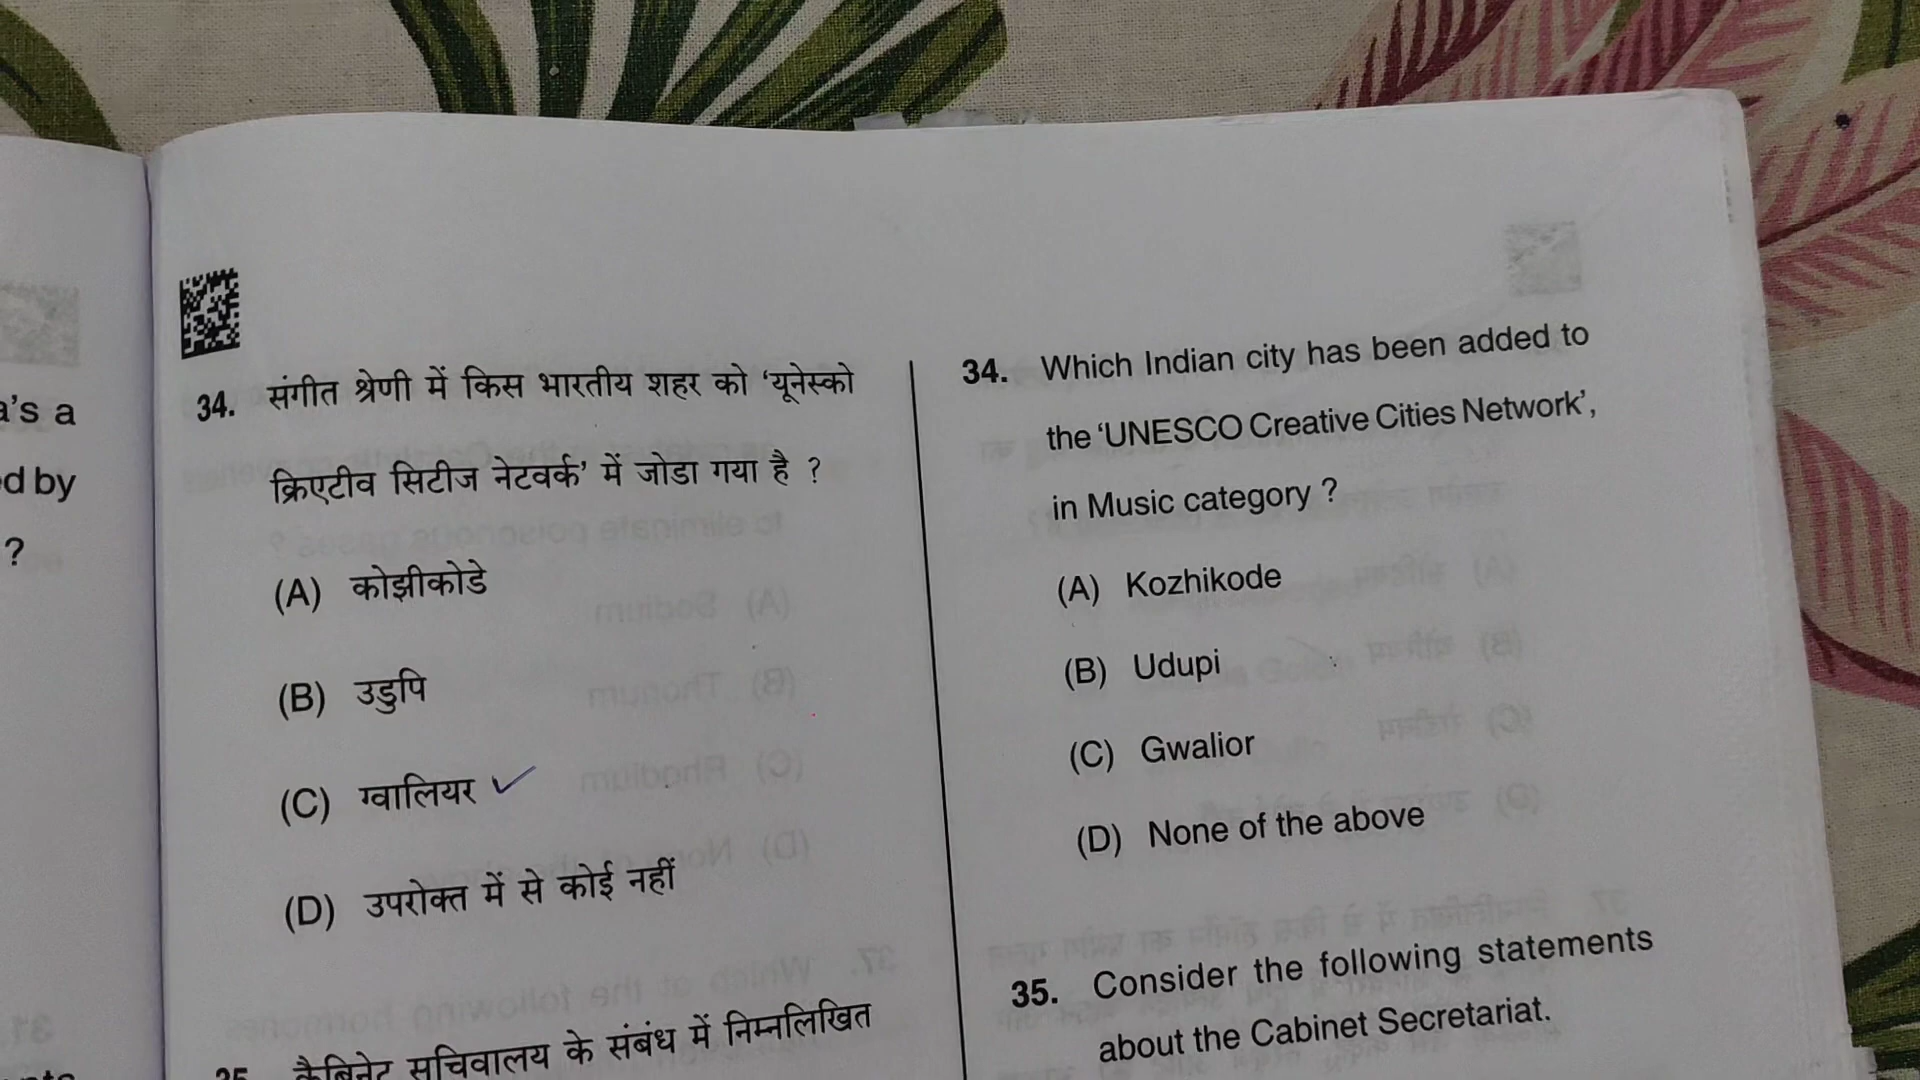 a's a
d by
?
34. संगीत श्रेणी में किस भारतीय शहर को ‘यूनेस्को
क्रिएटीव सिटीज नेटवर्क’ में जोडा गया है ?
(A) कोझीकोडे
(B) उडुपि
(C) ग्वालियर
(D) उपरोक्त में से कोई नहीं
35. कैबिनेट सचिवालय के संबंध में निम्नलिखित
34. Which Indian city has been added to
the ‘UNESCO Creative Cities Network’,
in Music category ?
(A) Kozhikode
(B) Udupi
(C) Gwalior
(D) None of the above
35. Consider the following statements
about the Cabinet Secretariat.